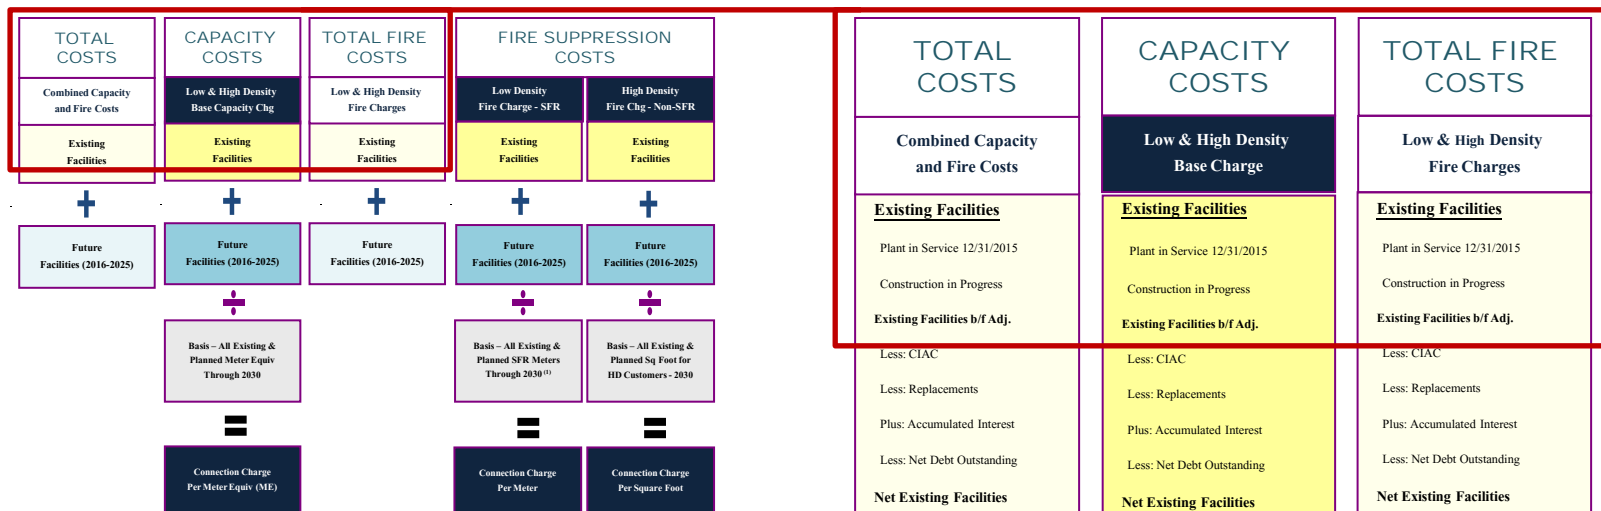 TOTAL
COSTS
Combined Capacity
and Fire Costs
Existing
Facilities
+
Future
Facilities (2016-2025)
CAPACITY
COSTS
Low & High Density
Base Capacity Chg
Existing
Facilities
+
Future
Facilities (2016-2025)
÷
Basis – All Existing &
Planned Meter Equiv
Through 2030
=
Connection Charge
Per Meter Equiv (ME)
TOTAL FIRE
COSTS
Low & High Density
Fire Charges
Existing
Facilities
+
Future
Facilities (2016-2025)
FIRE SUPPRESSION
COSTS
Low Density
Fire Charge - SFR
Existing
Facilities
+
Future
Facilities (2016-2025)
÷
Basis – All Existing &
Planned SFR Meters
Through 2030 (1)
=
Connection Charge
Per Meter
High Density
Fire Chg - Non-SFR
Existing
Facilities
+
Future
Facilities (2016-2025)
÷
Basis – All Existing &
Planned Sq Foot for
HD Customers - 2030
=
Connection Charge
Per Square Foot
TOTAL
COSTS
Combined Capacity
and Fire Costs
Existing Facilities
Plant in Service 12/31/2015
Construction in Progress
Existing Facilities b/f Adj.
Less: CIAC
Less: Replacements
Plus: Accumulated Interest
Less: Net Debt Outstanding
Net Existing Facilities
CAPACITY
COSTS
Low & High Density
Base Charge
Existing Facilities
Plant in Service 12/31/2015
Construction in Progress
Existing Facilities b/f Adj.
Less: CIAC
Less: Replacements
Plus: Accumulated Interest
Less: Net Debt Outstanding
Net Existing Facilities
TOTAL FIRE
COSTS
Low & High Density
Fire Charges
Existing Facilities
Plant in Service 12/31/2015
Construction in Progress
Existing Facilities b/f Adj.
Less: CIAC
Less: Replacements
Plus: Accumulated Interest
Less: Net Debt Outstanding
Net Existing Facilities